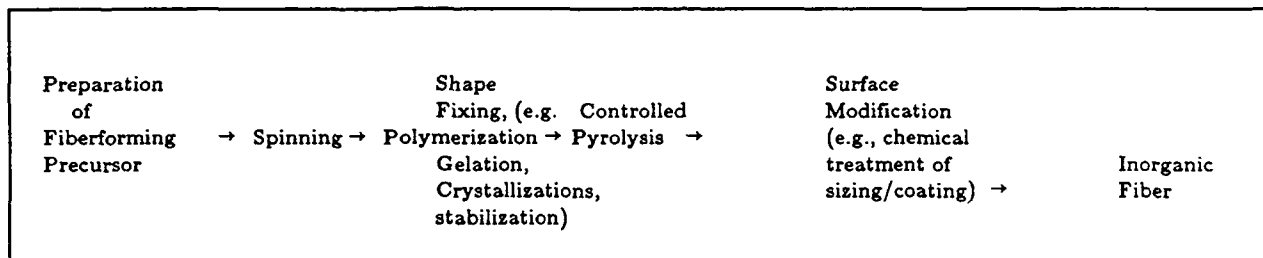 Preparation
of
Fiberforming
Precursor
→ Spinning →
Shape
Fixing, (e.g.
Polymerization →
Gelation,
Crystallizations,
stabilization)
Controlled
Pyrolysis →
Surface
Modification
(e.g., chemical
treatment of
sizing/coating) →
Inorganic
Fiber